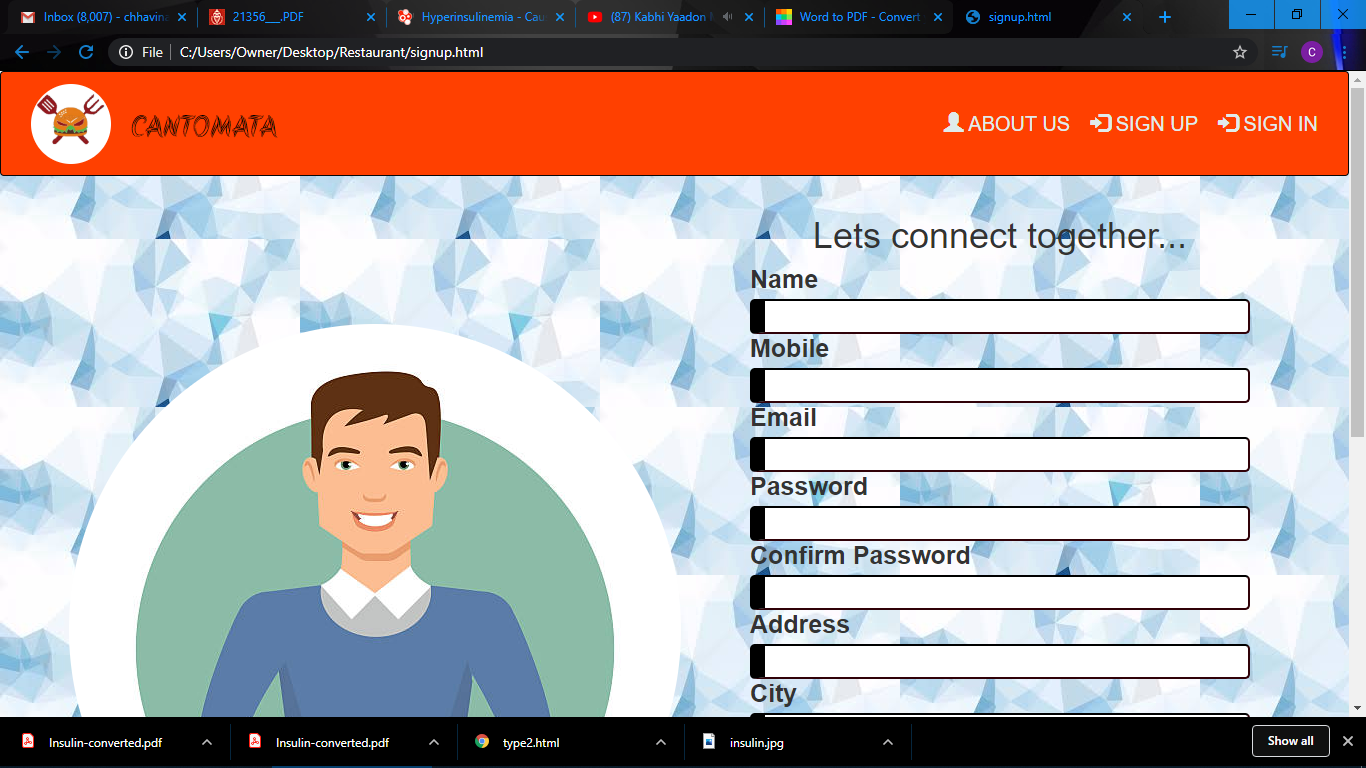 Inbox (8,007) - chhavina
21356___.PDF
Hyperinsulinemia - Cau
(87) Kabhi Yaadon M
Word to PDF - Convert
signup.html
File
C:/Users/Owner/Desktop/Restaurant/signup.html
C
CANTOMATA
ABOUT US
SIGN UP
SIGN IN
Lets connect together...
Name
Mobile
Email
Password
Confirm Password
Address
City
Insulin-converted.pdf
Insulin-converted.pdf
type2.html
insulin.jpg
Show all